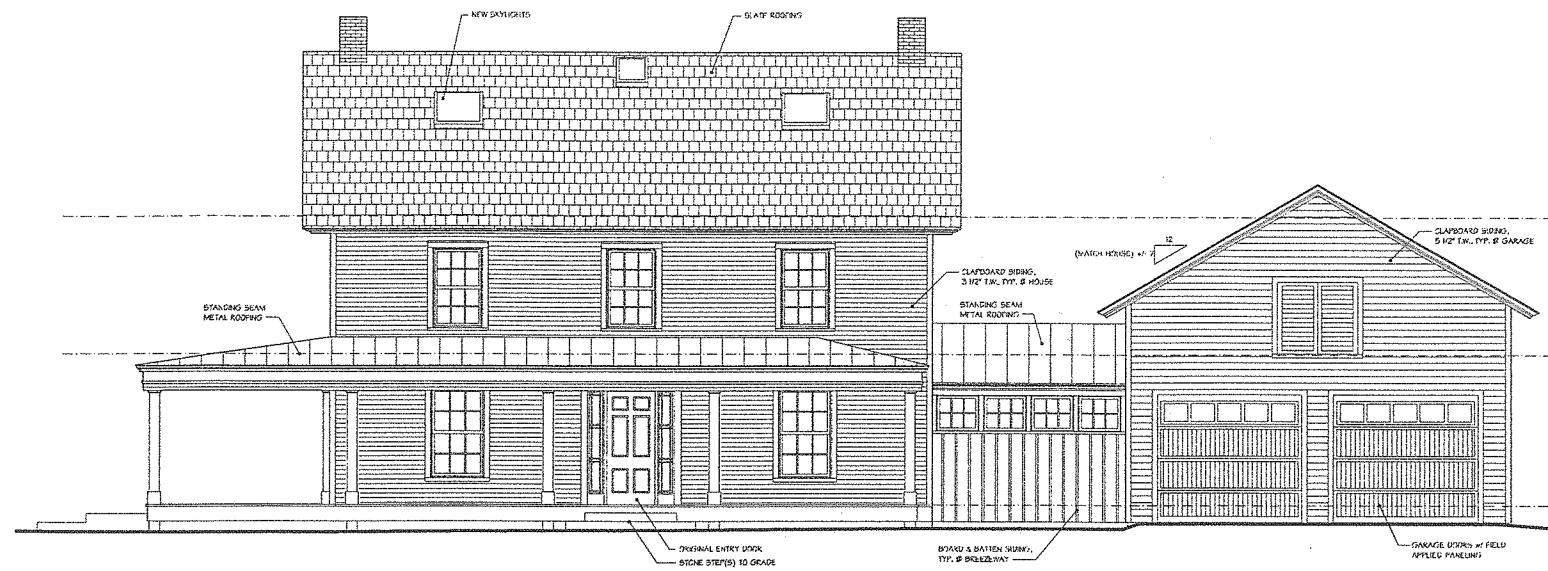 NEW SKYLIGHTS
SLATE ROOFING
CLAPBOARD SIDING,
5 1/2" T.W., TYP. @ GARAGE
12
(MATCH HOUSE) +/- 7
CLAPBOARD SIDING,
3 1/2" T.W., TYP. @ HOUSE
STANDING SEAM
METAL ROOFING
STANDING SEAM
METAL ROOFING
ORIGINAL ENTRY DOOR
STONE STEP(S) TO GRADE
BOARD & BATTEN SIDING,
TYP. @ BREEZEWAY
GARAGE DOORS w/ FIELD
APPLIED PANELING